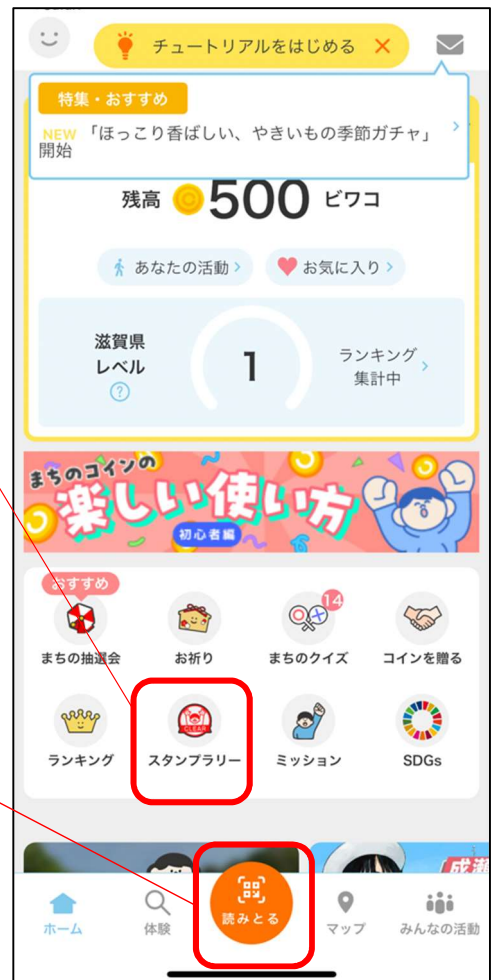 チュートリアルをはじめる ×
特集・おすすめ
NEW 「ほっこり香ばしい、やきいもの季節ガチャ」
開始
残高 500 ビワコ
あなたの活動 お気に入り
滋賀県
レベル
?
1
ランキング
集計中
まちのコインの
楽しい使い方
初心者編
おすすめ
14
まちの抽選会 お祈り まちのクイズ コインを贈る
CLEAR
ランキング スタンプラリー ミッション SDGs
成瀬
読みとる
ホーム 体験 マップ みんなの活動